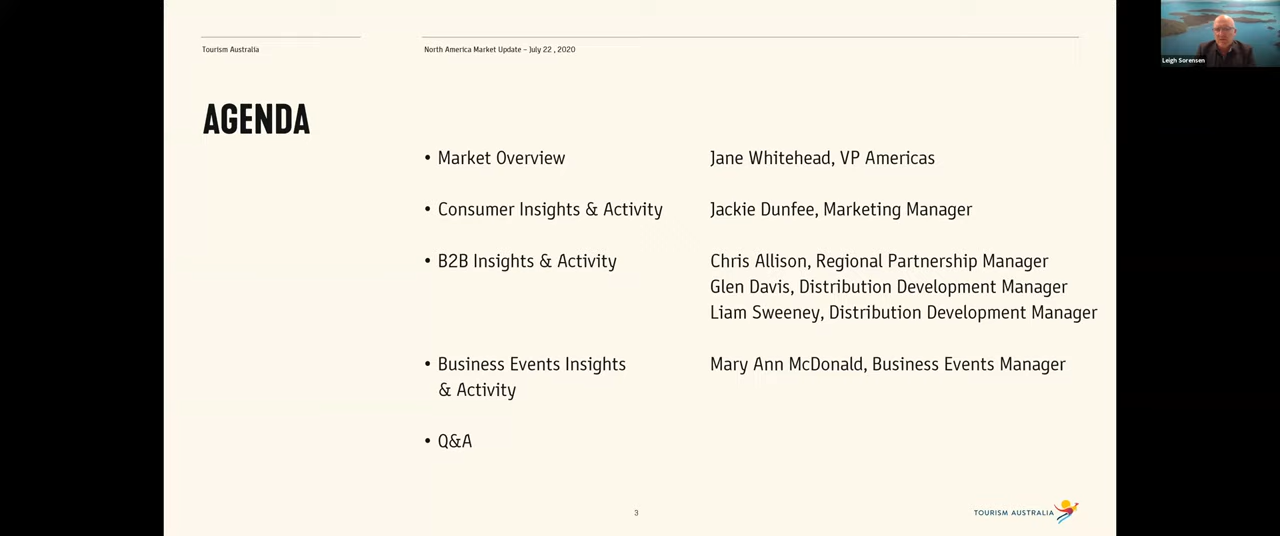 Tourism Australia
North America Market Update – July 22 , 2020
Leigh Sorensen
AGENDA
• Market Overview
Jane Whitehead, VP Americas
• Consumer Insights & Activity
Jackie Dunfee, Marketing Manager
• B2B Insights & Activity
Chris Allison, Regional Partnership Manager
Glen Davis, Distribution Development Manager
Liam Sweeney, Distribution Development Manager
• Business Events Insights
& Activity
Mary Ann McDonald, Business Events Manager
• Q&A
3
TOURISM AUSTRALIA